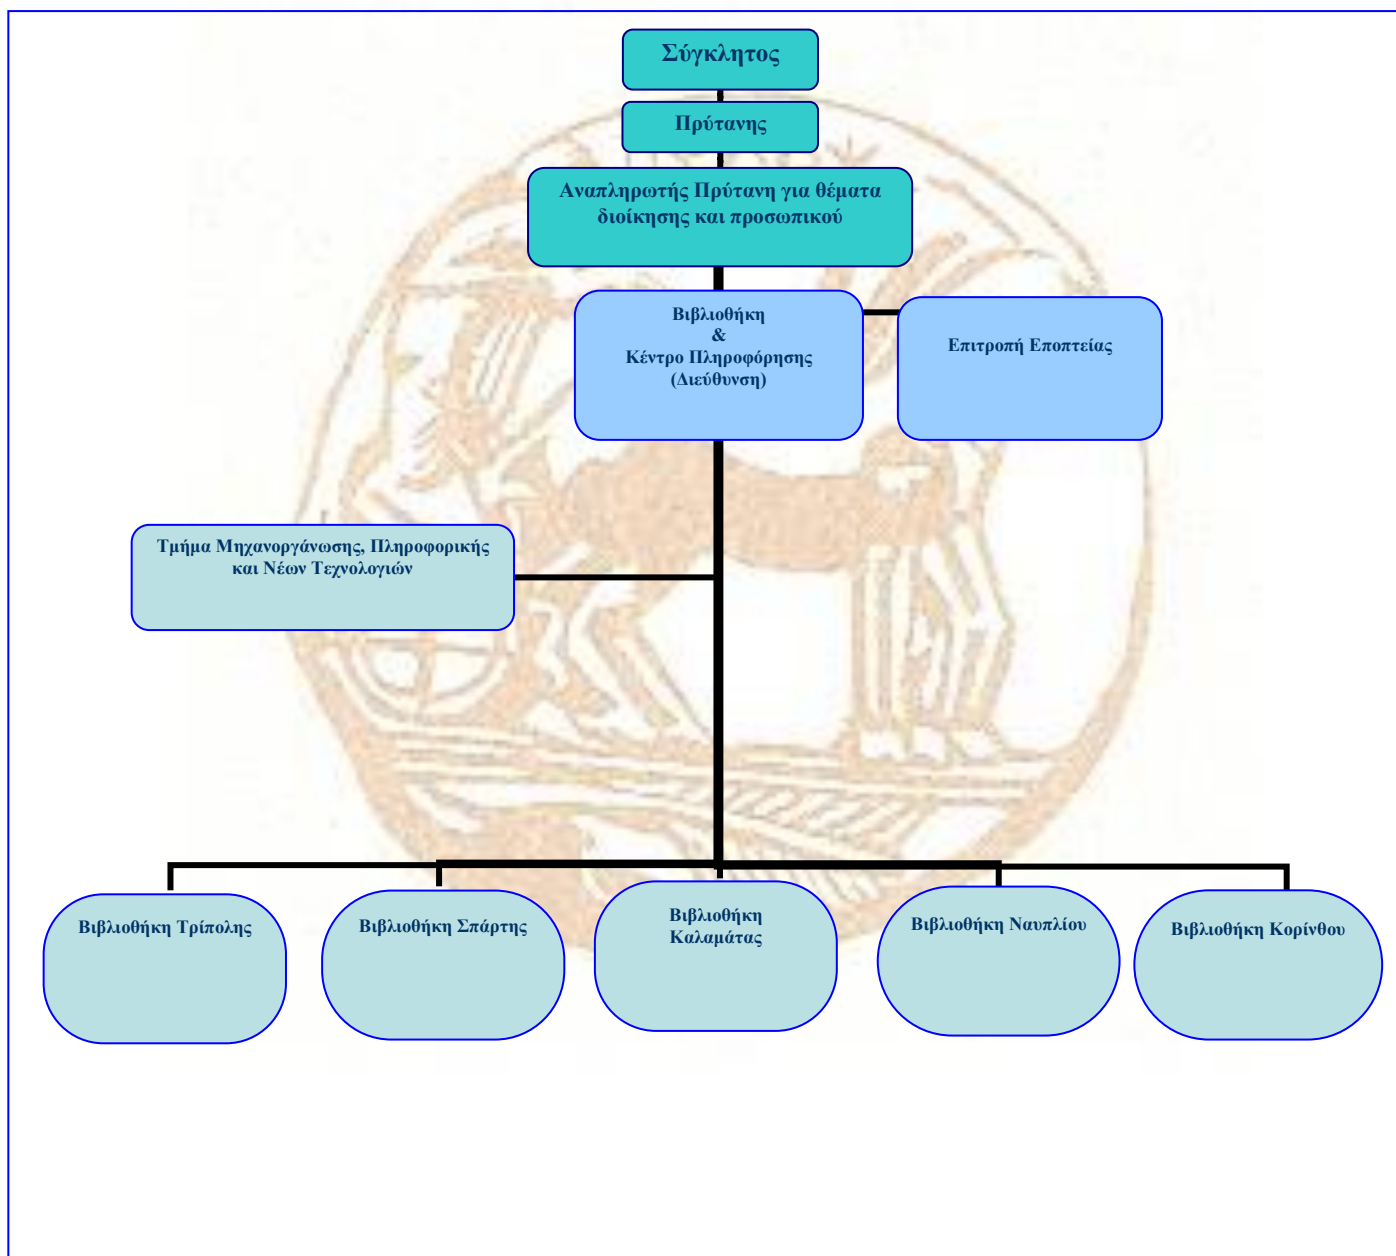 Σύγκλητος
Πρύτανης
Αναπληρωτής Πρύτανη για θέματα
διοίκησης και προσωπικού
Βιβλιοθήκη
&
Κέντρο Πληροφόρησης
(Διεύθυνση)
Επιτροπή Εποπτείας
Τμήμα Μηχανοργάνωσης, Πληροφορικής
και Νέων Τεχνολογιών
Βιβλιοθήκη Τρίπολης
Βιβλιοθήκη Σπάρτης
Βιβλιοθήκη
Καλαμάτας
Βιβλιοθήκη Ναυπλίου
Βιβλιοθήκη Κορίνθου